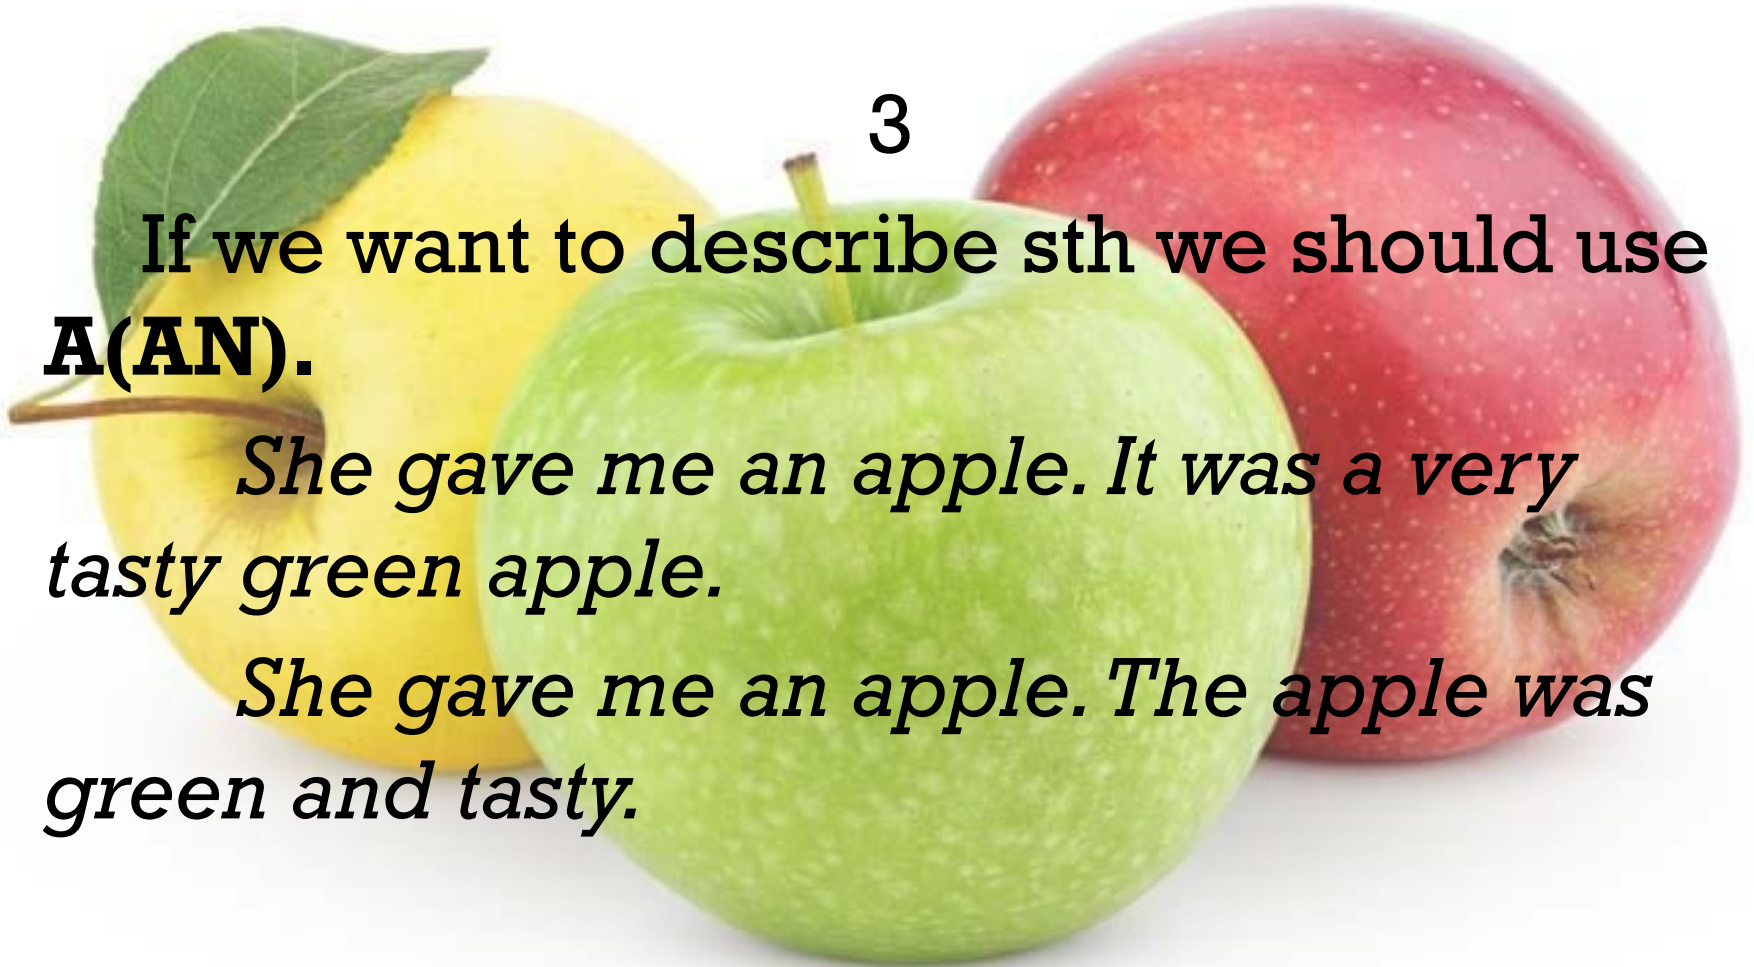 3
If we want to describe sth we should use
A(AN).
She gave me an apple. It was a very
tasty green apple.
She gave me an apple. The apple was
green and tasty.